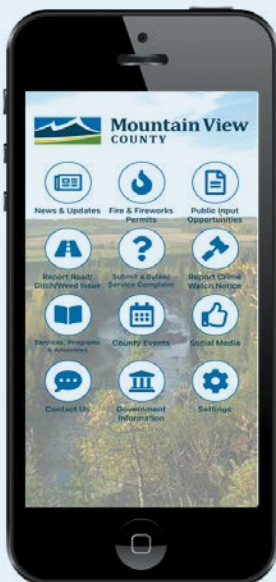 Mountain View
COUNTY
News & Updates
Fire & Fireworks
Permits
Public Input
Opportunities
Report Road/
Ditch/Weed Issue
Submit a Bylaw/
Service Complaint
Report Crime
Watch Notice
Services, Programs
& Amenities
County Events
Social Media
Contact Us
Government
Information
Settings